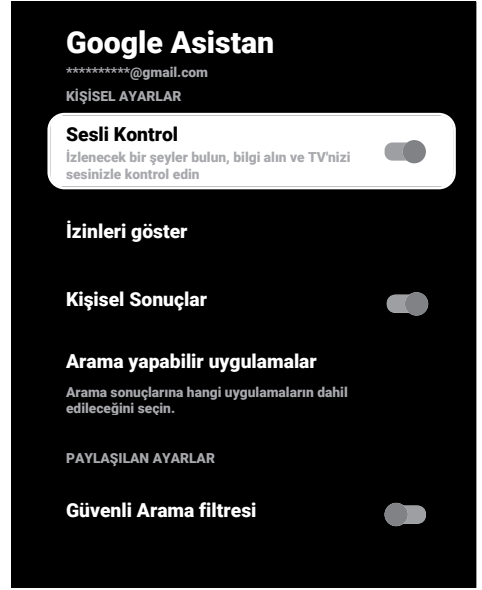 Google Asistan
**********@gmail.com
KİŞİSEL AYARLAR
Sesli Kontrol
İzlenecek bir şeyler bulun, bilgi alın ve TV'nizi
sesinizle kontrol edin
İzinleri göster
Kişisel Sonuçlar
Arama yapabilir uygulamalar
Arama sonuçlarına hangi uygulamaların dahil
edileceğini seçin.
PAYLAŞILAN AYARLAR
Güvenli Arama filtresi